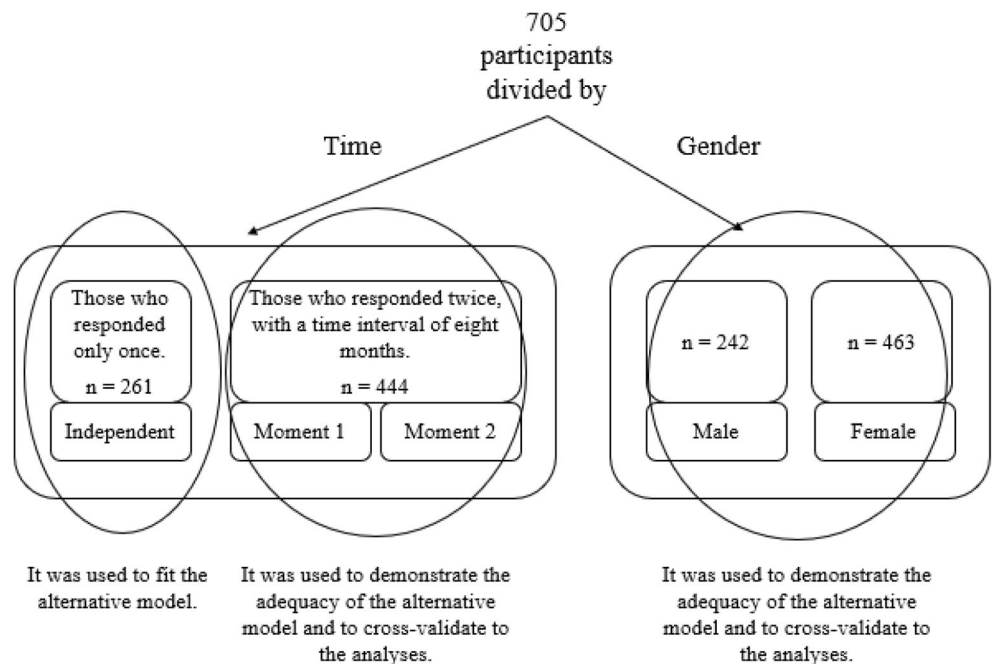 705
participants
divided by
Time
Gender
Those who
responded
only once.
n = 261
Independent
Those who responded twice,
with a time interval of eight
months.
n = 444
Moment 1
Moment 2
n = 242
Male
n = 463
Female
It was used to fit the
alternative model.
It was used to demonstrate the
adequacy of the alternative
model and to cross-validate to
the analyses.
It was used to demonstrate the
adequacy of the alternative
model and to cross-validate to
the analyses.